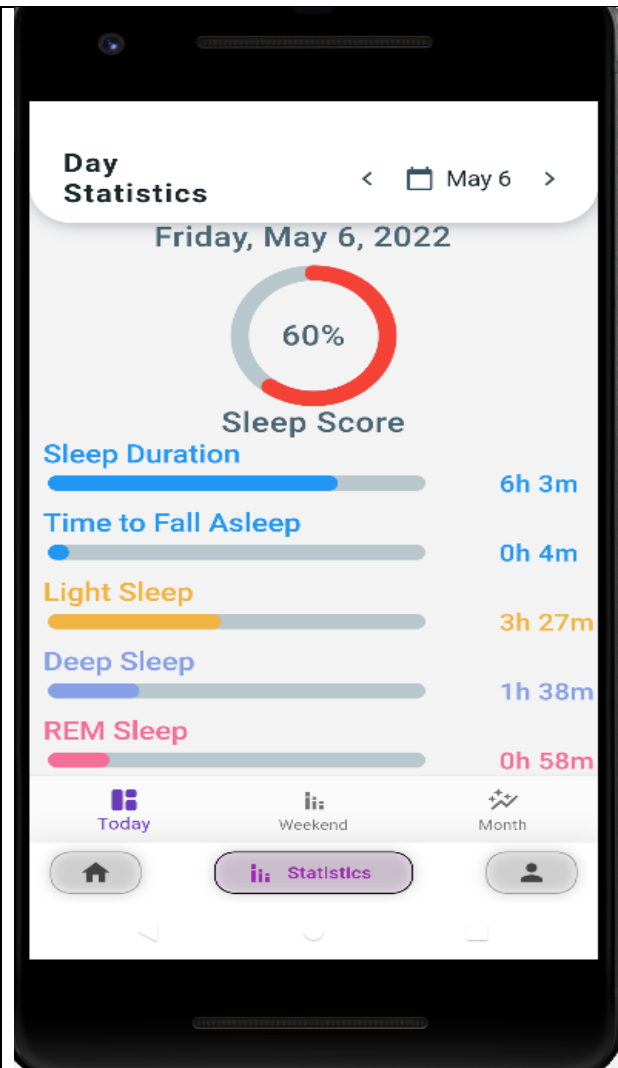 Day
Statistics
May 6
Friday, May 6, 2022
60%
Sleep Score
Sleep Duration
6h 3m
Time to Fall Asleep
0h 4m
Light Sleep
3h 27m
Deep Sleep
1h 38m
REM Sleep
0h 58m
Today
Weekend
Month
Statistics